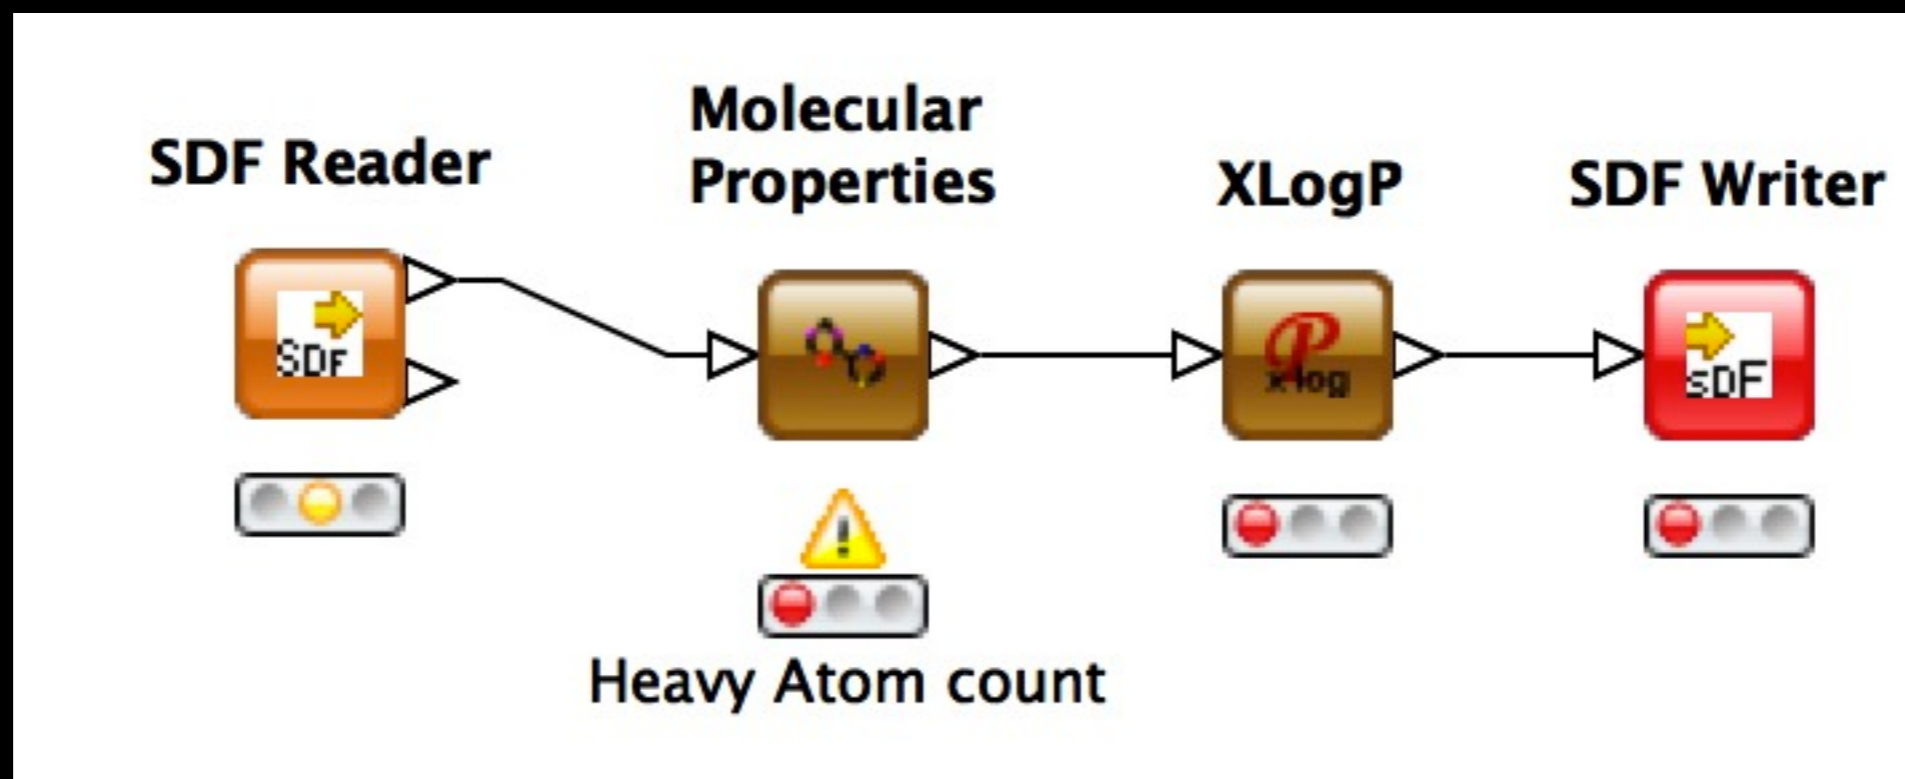 SDF Reader
Molecular
Properties
XLogP
SDF Writer
SDF
P
xlog
sDF
Heavy Atom count